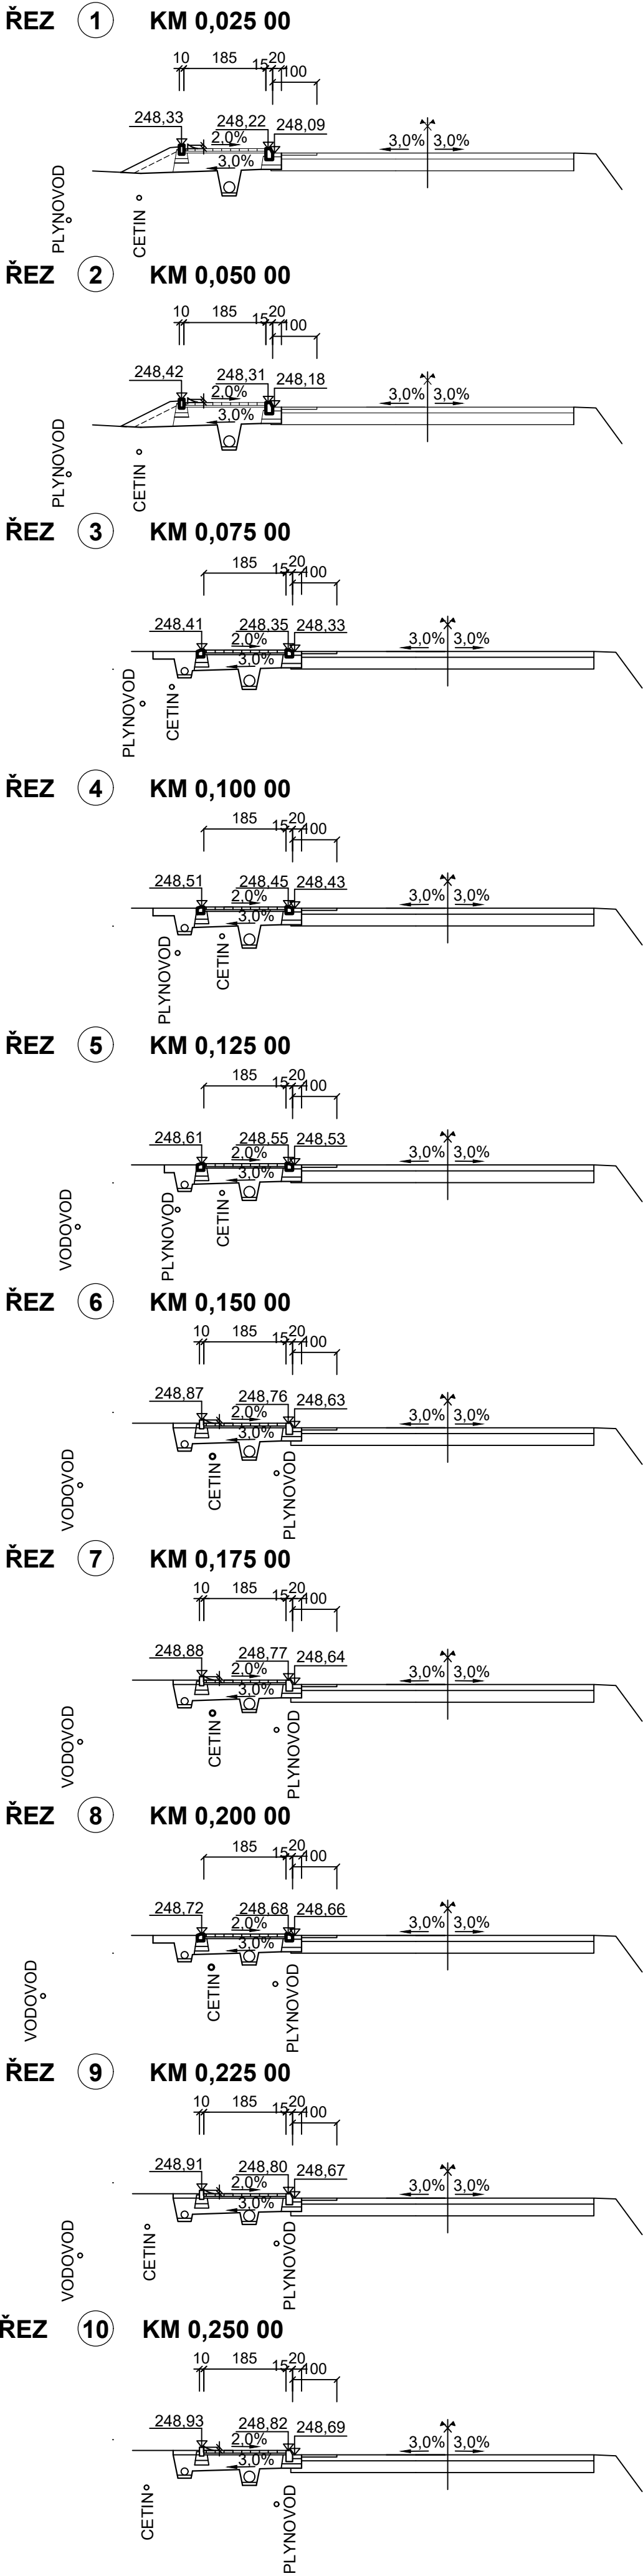 ŘEZ 1 KM 0,025 00
10 185 15 20
100
248,33 248,22 248,09
2,0% 3,0% 3,0%
3,0%
PLYNOVOD
CETIN
ŘEZ 2 KM 0,050 00
10 185 15 20
100
248,42 248,31 248,18
2,0% 3,0% 3,0%
3,0%
PLYNOVOD
CETIN
ŘEZ 3 KM 0,075 00
185 15 20
100
248,41 248,35 248,33
2,0% 3,0% 3,0%
3,0%
PLYNOVOD
CETIN
ŘEZ 4 KM 0,100 00
185 15 20
100
248,51 248,45 248,43
2,0% 3,0% 3,0%
3,0%
PLYNOVOD
CETIN
ŘEZ 5 KM 0,125 00
185 15 20
100
248,61 248,55 248,53
2,0% 3,0% 3,0%
3,0%
VODOVOD
PLYNOVOD
CETIN
ŘEZ 6 KM 0,150 00
10 185 15 20
100
248,87 248,76 248,63
2,0% 3,0% 3,0%
3,0%
VODOVOD
CETIN
PLYNOVOD
ŘEZ 7 KM 0,175 00
10 185 15 20
100
248,88 248,77 248,64
2,0% 3,0% 3,0%
3,0%
VODOVOD
CETIN
PLYNOVOD
ŘEZ 8 KM 0,200 00
185 15 20
100
248,72 248,68 248,66
2,0% 3,0% 3,0%
3,0%
VODOVOD
CETIN
PLYNOVOD
ŘEZ 9 KM 0,225 00
10 185 15 20
100
248,91 248,80 248,67
2,0% 3,0% 3,0%
3,0%
VODOVOD
CETIN
PLYNOVOD
ŘEZ 10 KM 0,250 00
10 185 15 20
100
248,93 248,82 248,69
2,0% 3,0% 3,0%
3,0%
CETIN
PLYNOVOD